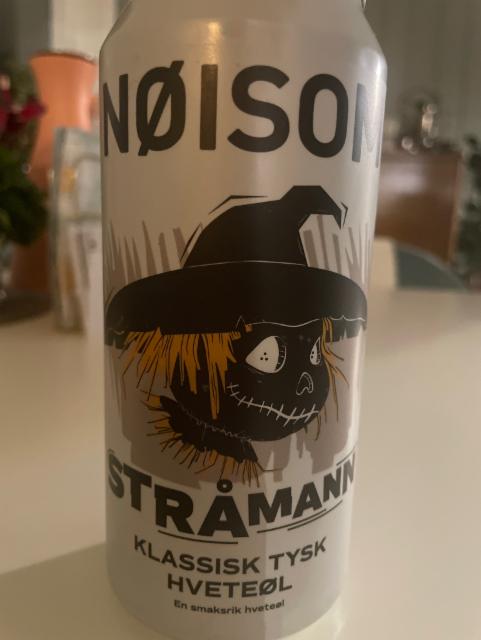 NØISOM
STRÅMANN
KLASSISK TYSK
HVETEØL
En smaksrik hveteøl